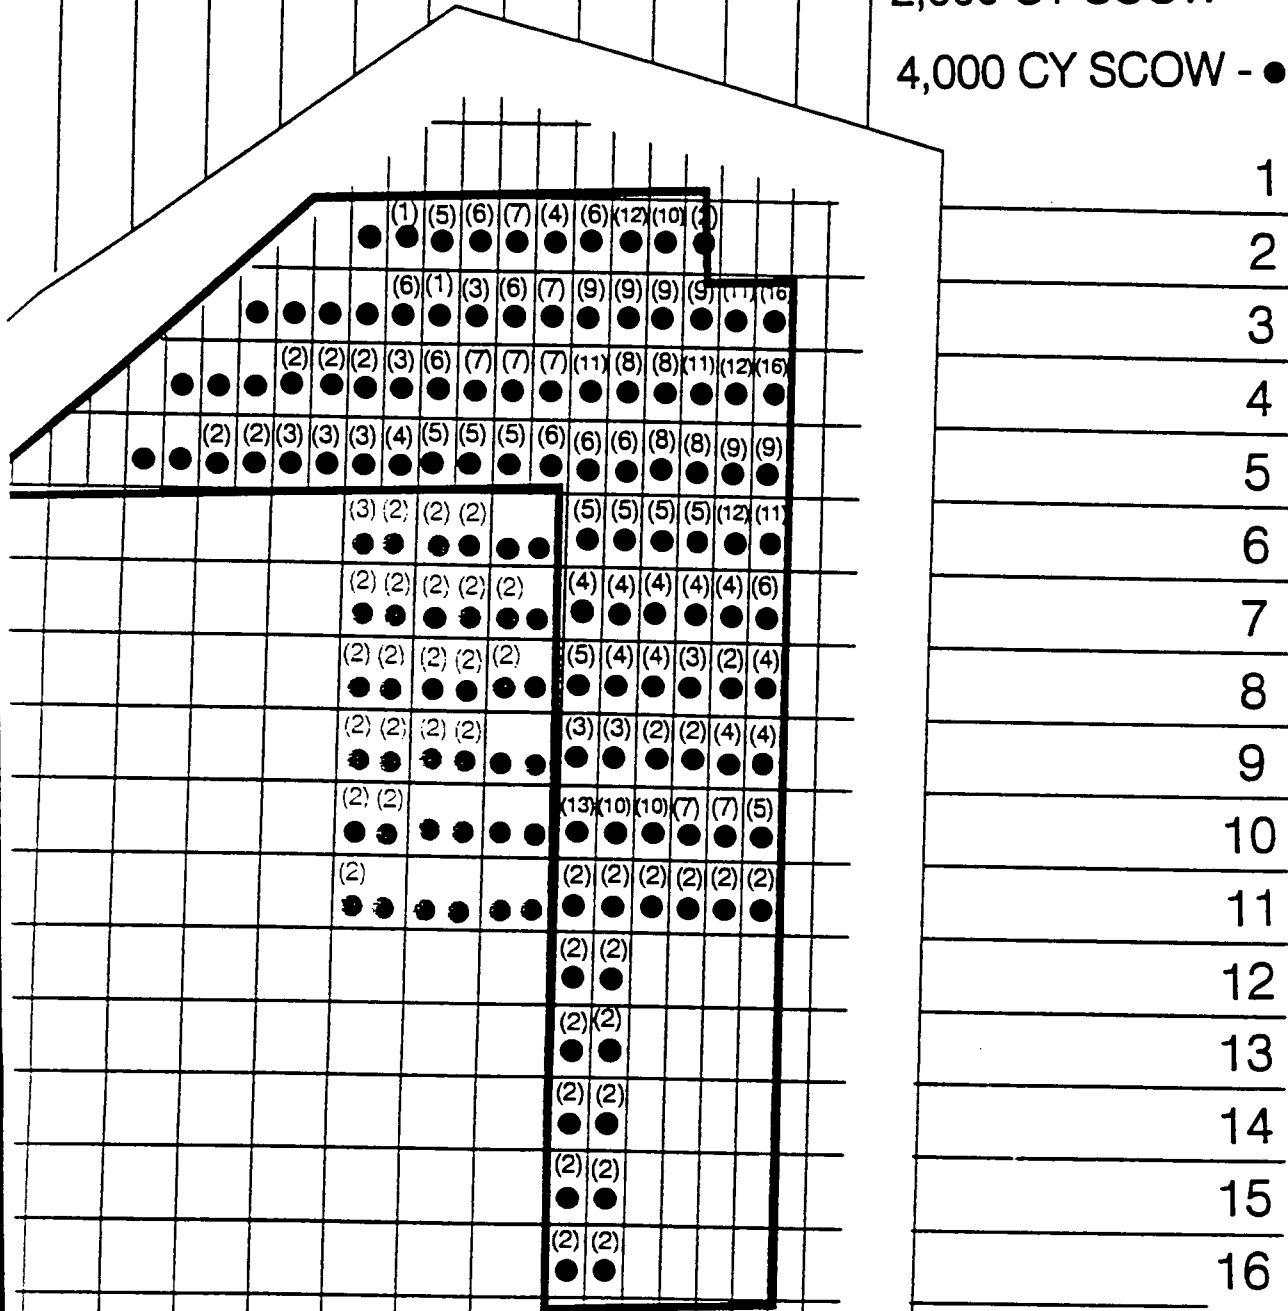 4,000 CY SCOW - ●
1
(1) (5) (6) (7) (4) (6) (12) (10) (2)
2
(6) (1) (3) (6) (7) (9) (9) (9) (9) (11) (16)
3
(2) (2) (2) (3) (6) (7) (7) (7) (11) (8) (8) (11) (12) (16)
4
(2) (2) (3) (3) (3) (4) (5) (5) (5) (6) (6) (6) (8) (8) (9) (9)
5
(3) (2) (2) (2) (5) (5) (5) (5) (12) (11)
6
(2) (2) (2) (2) (2) (4) (4) (4) (4) (4) (6)
7
(2) (2) (2) (2) (2) (5) (4) (4) (3) (2) (4)
8
(2) (2) (2) (2) (3) (3) (2) (2) (4) (4)
9
(2) (2) (13) (10) (10) (7) (7) (5)
10
(2) (2) (2) (2) (2) (2) (2)
11
(2) (2)
12
(2) (2)
13
(2) (2)
14
(2) (2)
15
(2) (2)
16